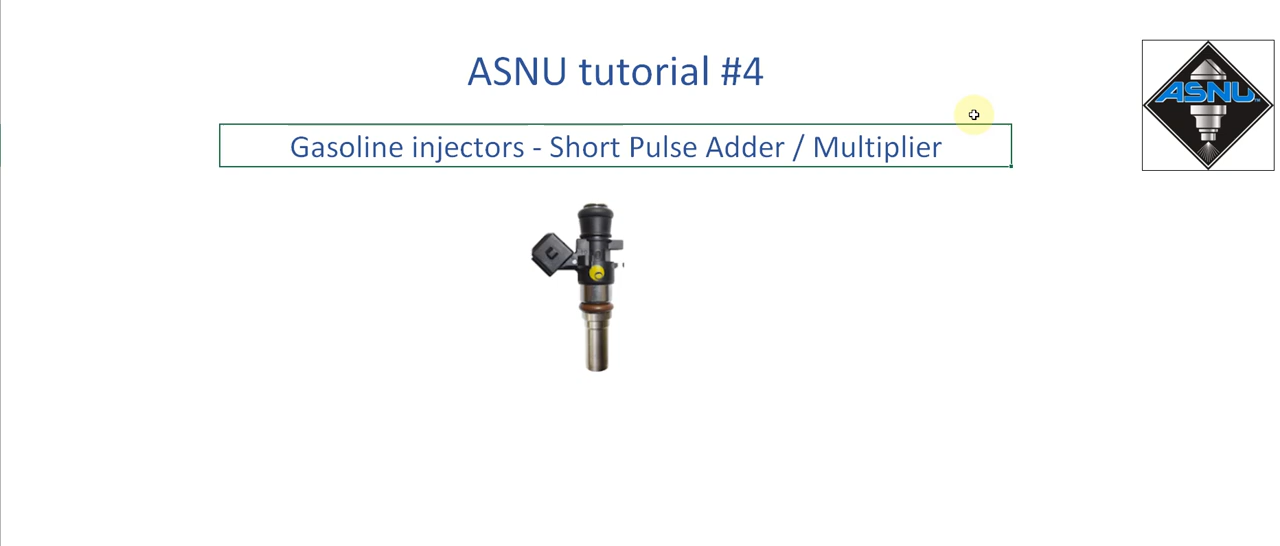 ASNU tutorial #4
ASNU
Gasoline injectors - Short Pulse Adder / Multiplier